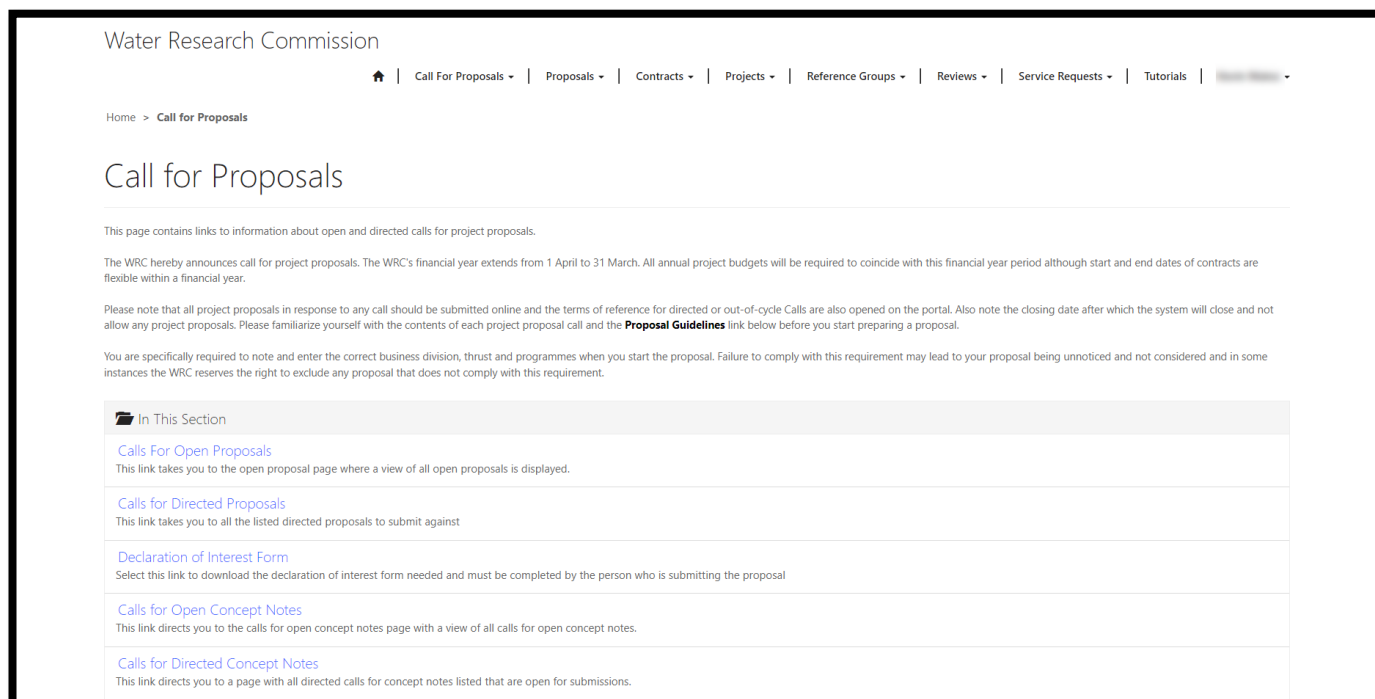 Water Research Commission
Call For Proposals
Proposals
Contracts
Projects
Reference Groups
Reviews
Service Requests
Tutorials
Home > Call for Proposals
Call for Proposals
This page contains links to information about open and directed calls for project proposals.
The WRC hereby announces call for project proposals. The WRC's financial year extends from 1 April to 31 March. All annual project budgets will be required to coincide with this financial year period although start and end dates of contracts are
flexible within a financial year.
Please note that all project proposals in response to any call should be submitted online and the terms of reference for directed or out-of-cycle Calls are also opened on the portal. Also note the closing date after which the system will close and not
allow any project proposals. Please familiarize yourself with the contents of each project proposal call and the Proposal Guidelines link below before you start preparing a proposal.
You are specifically required to note and enter the correct business division, thrust and programmes when you start the proposal. Failure to comply with this requirement may lead to your proposal being unnoticed and not considered and in some
instances the WRC reserves the right to exclude any proposal that does not comply with this requirement.
In This Section
Calls For Open Proposals
This link takes you to the open proposal page where a view of all open proposals is displayed.
Calls for Directed Proposals
This link takes you to all the listed directed proposals to submit against
Declaration of Interest Form
Select this link to download the declaration of interest form needed and must be completed by the person who is submitting the proposal
Calls for Open Concept Notes
This link directs you to the calls for open concept notes page with a view of all calls for open concept notes.
Calls for Directed Concept Notes
This link directs you to a page with all directed calls for concept notes listed that are open for submissions.